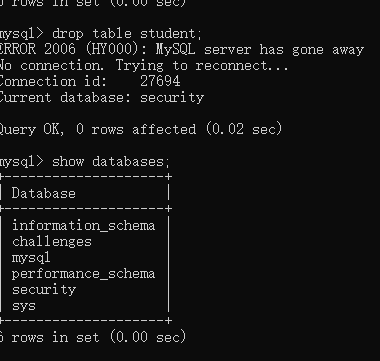 6 rows in set (0.00 sec)
mysql> drop table student;
ERROR 2006 (HY000): MySQL server has gone away
No connection. Trying to reconnect...
Connection id:    27694
Current database: security
Query OK, 0 rows affected (0.02 sec)
mysql> show databases;
+--------------------+
| Database           |
+--------------------+
| information_schema |
| challenges         |
| mysql              |
| performance_schema |
| security           |
| sys                |
+--------------------+
6 rows in set (0.00 sec)